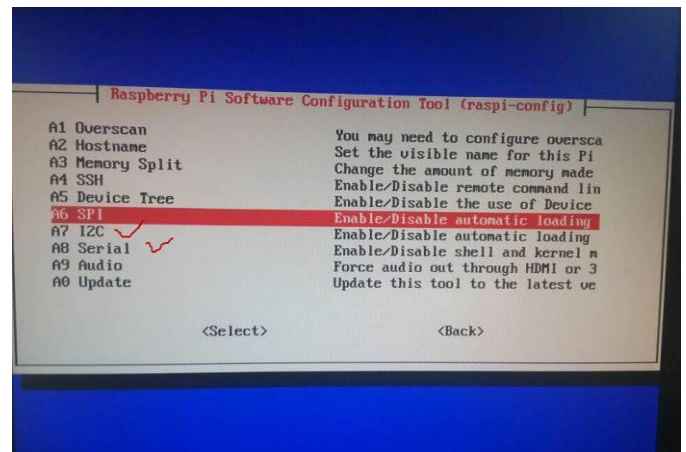 Raspberry Pi Software Configuration Tool (raspi-config)
A1 Overscan You may need to configure oversca
A2 Hostname Set the visible name for this Pi
A3 Memory Split Change the amount of memory made
A4 SSH Enable/Disable remote command lin
A5 Device Tree Enable/Disable the use of Device
A6 SPI Enable/Disable automatic loading
A7 I2C Enable/Disable automatic loading
A8 Serial Enable/Disable shell and kernel m
A9 Audio Force audio out through HDMI or 3
A0 Update Update this tool to the latest ve
<Select> <Back>